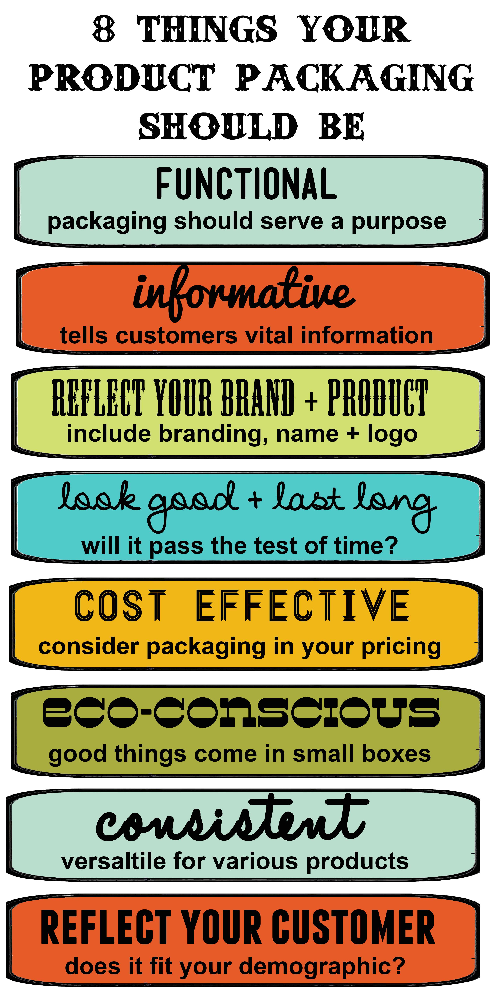 8 THINGS YOUR
PRODUCT PACKAGING
SHOULD BE
FUNCTIONAL
packaging should serve a purpose
informative
tells customers vital information
REFLECT YOUR BRAND + PRODUCT
include branding, name + logo
look good + last long
will it pass the test of time?
COST EFFECTIVE
consider packaging in your pricing
eco-conscious
good things come in small boxes
consistent
versaltile for various products
REFLECT YOUR CUSTOMER
does it fit your demographic?